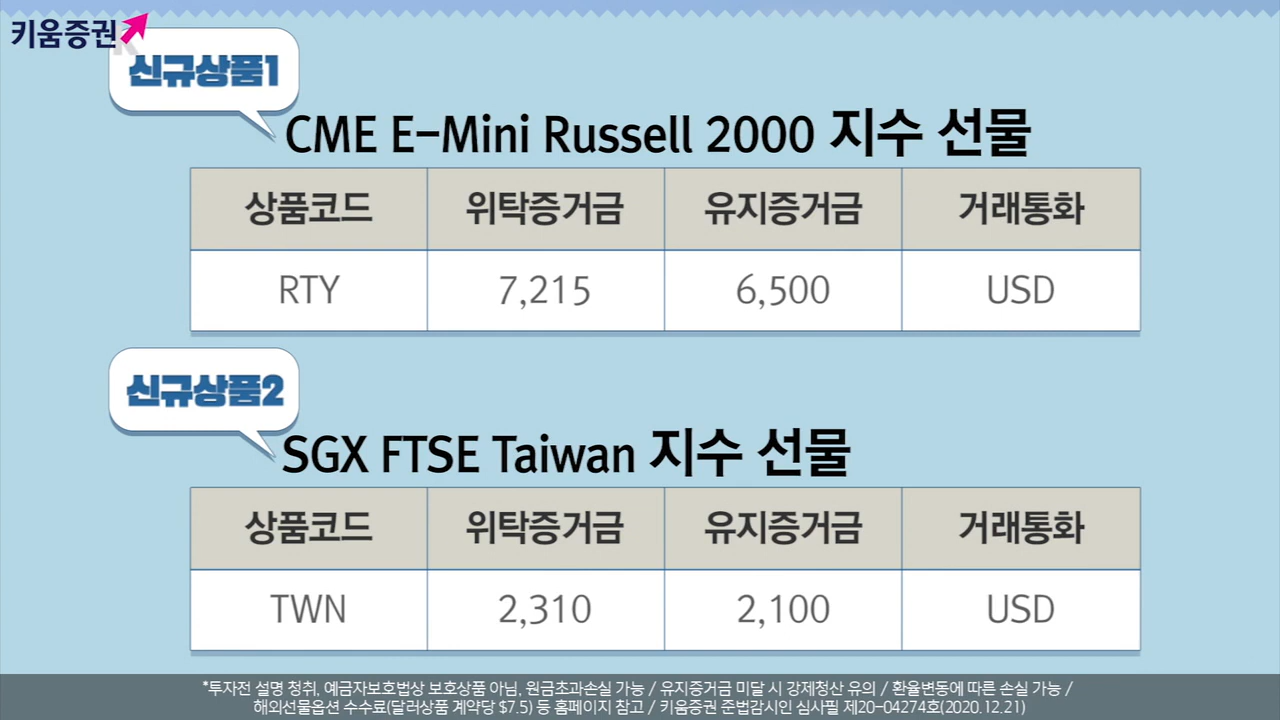 키움증권
신규상품1
CME E-Mini Russell 2000 지수 선물
상품코드 위탁증거금 유지증거금 거래통화
RTY 7,215 6,500 USD
신규상품2
SGX FTSE Taiwan 지수 선물
상품코드 위탁증거금 유지증거금 거래통화
TWN 2,310 2,100 USD
*투자전 설명 청취, 예금자보호법상 보호상품 아님, 원금초과손실 가능 / 유지증거금 미달 시 강제청산 유의 / 환율변동에 따른 손실 가능 /
해외선물옵션 수수료(달러상품 계약당 $7.5) 등 홈페이지 참고 / 키움증권 준법감시인 심사필 제20-04274호(2020.12.21)